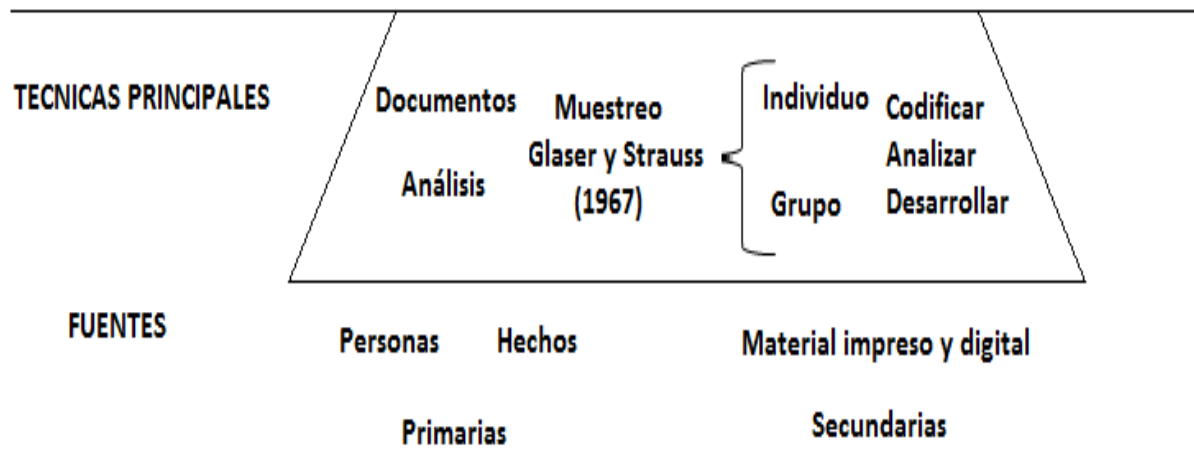 TECNICAS PRINCIPALES
Documentos
Análisis
Muestreo
Glaser y Strauss
(1967)
Individuo
Grupo
Codificar
Analizar
Desarrollar
FUENTES
Personas
Hechos
Material impreso y digital
Primarias
Secundarias